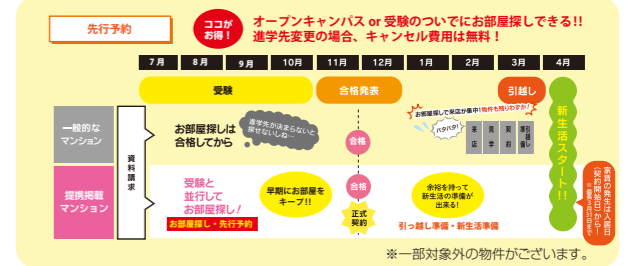 先行予約
ココが
お得！
オープンキャンパス or 受験のついでにお部屋探しできる!!
進学先変更の場合、キャンセル費用は無料！
7月 8月 9月 10月 11月 12月 1月 2月 3月 4月
受験
合格発表
引越し
一般的な
マンション
資料請求
お部屋探しは
合格してから
進学先が決まらないと
探せないしね…
合格
お部屋探しで来店が集中!物件も残りわずか!
バタバタ!
来店
見学
契約
引越し
準備
新生活スタート!!
提携掲載
マンション
受験と
並行して
お部屋探し！
お部屋探し・先行予約
早期にお部屋を
キープ!!
合格
正式
契約
余裕を持って
新生活の準備が
出来る！
引っ越し準備・新生活準備
家賃の発生は入居日
（契約開始日）から！
※一部対象外の物件がございます。